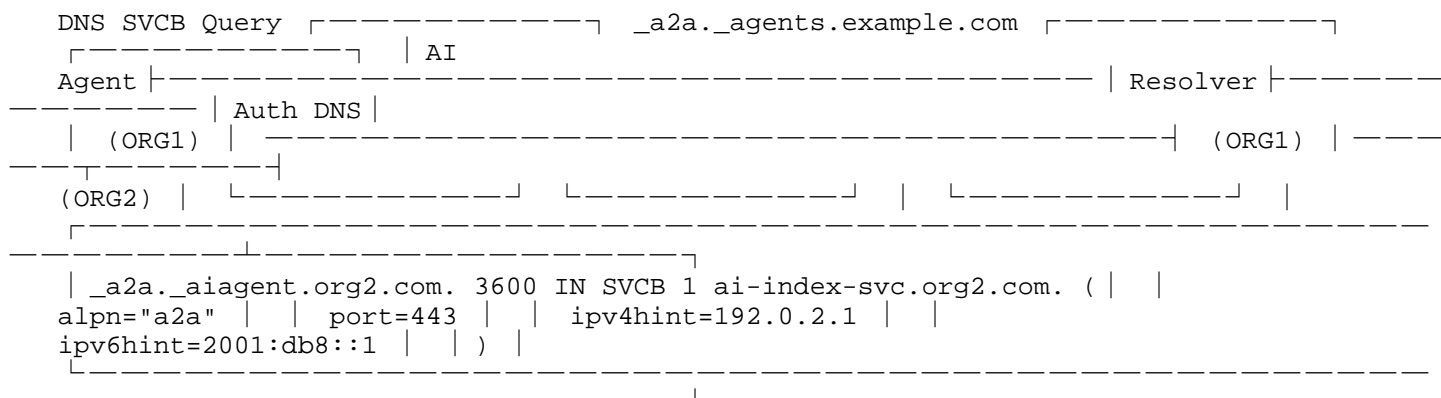 DNS SVCB Query ┌─────────┐ _a2a._agents.example.com ┌─────────┐
┌─────────┐ │AI
Agent├────────────────────────────── │Resolver├───────────
────── │Auth DNS│
│ (ORG1) │ ─────────────────────────────┤ (ORG1) │ ───
──┬──────┤
(ORG2) │ └─────────┘ └─────────┘ │ └─────────┘ │
┌────────────────────────────────────────────
───────┴──────────────┐
│_a2a._aiagent.org2.com. 3600 IN SVCB 1 ai-index-svc.org2.com. (│ │
alpn="a2a" │ │ port=443 │ │ ipv4hint=192.0.2.1 │ │
ipv6hint=2001:db8::1 │ │) │
└────────────────────────────────────────────